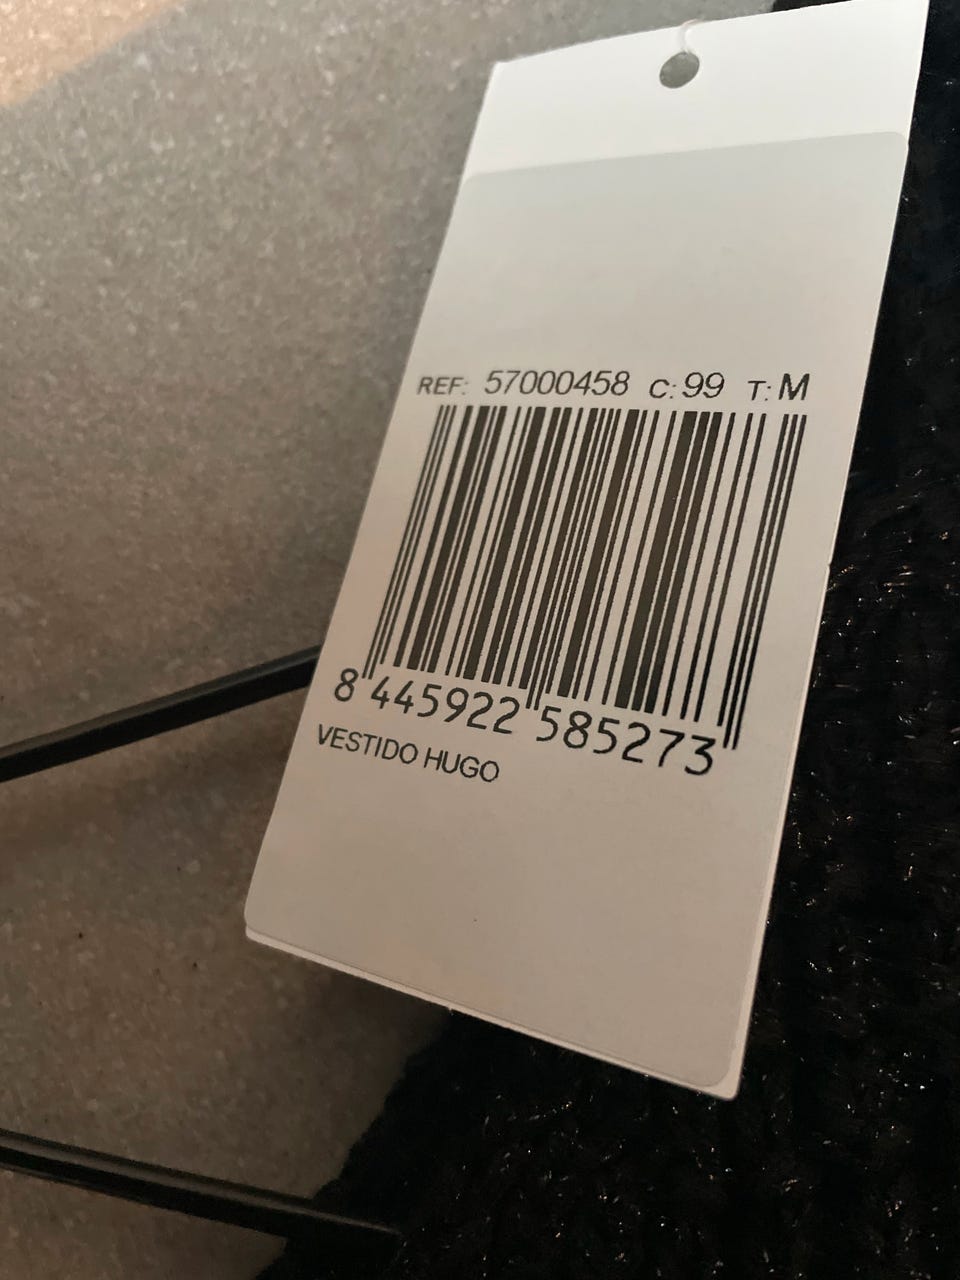 REF: 57000458 C: 99 T: M
8 445922 585273
VESTIDO HUGO